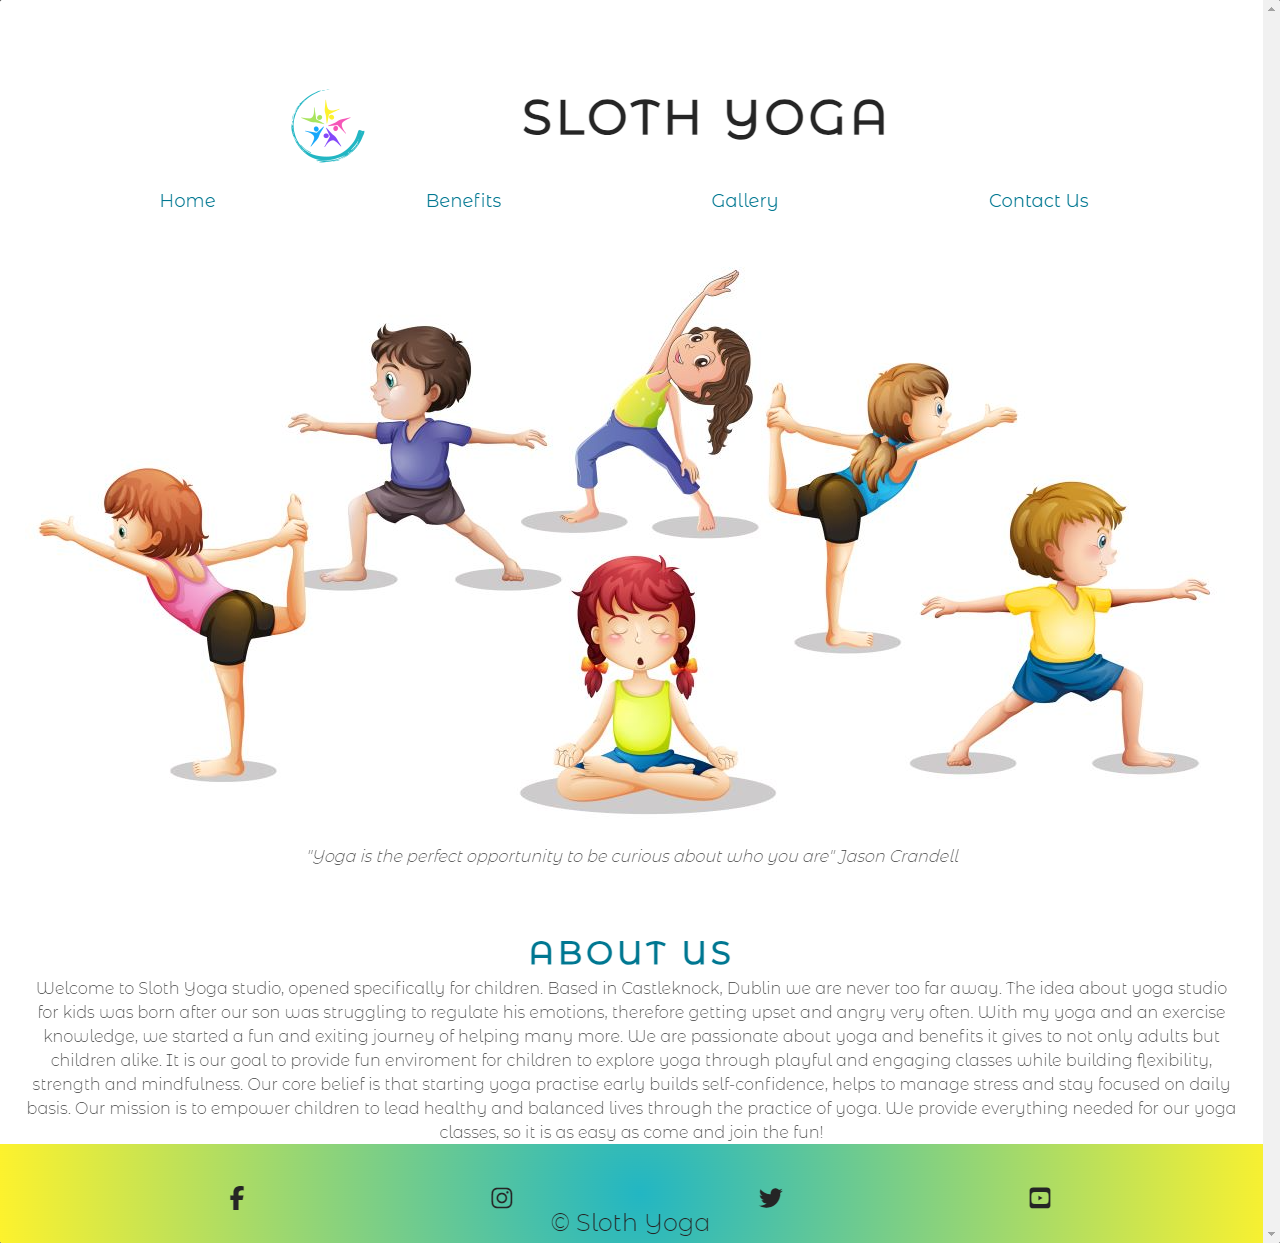 SLOTH YOGA
Home Benefits Gallery Contact Us
"Yoga is the perfect opportunity to be curious about who you are" Jason Crandell
ABOUT US
Welcome to Sloth Yoga studio, opened specifically for children. Based in Castleknock, Dublin we are never too far away. The idea about yoga studio
for kids was born after our son was struggling to regulate his emotions, therefore getting upset and angry very often. With my yoga and an exercise
knowledge, we started a fun and exiting journey of helping many more. We are passionate about yoga and benefits it gives to not only adults but
children alike. It is our goal to provide fun enviroment for children to explore yoga through playful and engaging classes while building flexibility,
strength and mindfulness. Our core belief is that starting yoga practise early builds self-confidence, helps to manage stress and stay focused on daily
basis. Our mission is to empower children to lead healthy and balanced lives through the practice of yoga. We provide everything needed for our yoga
classes, so it is as easy as come and join the fun!
© Sloth Yoga